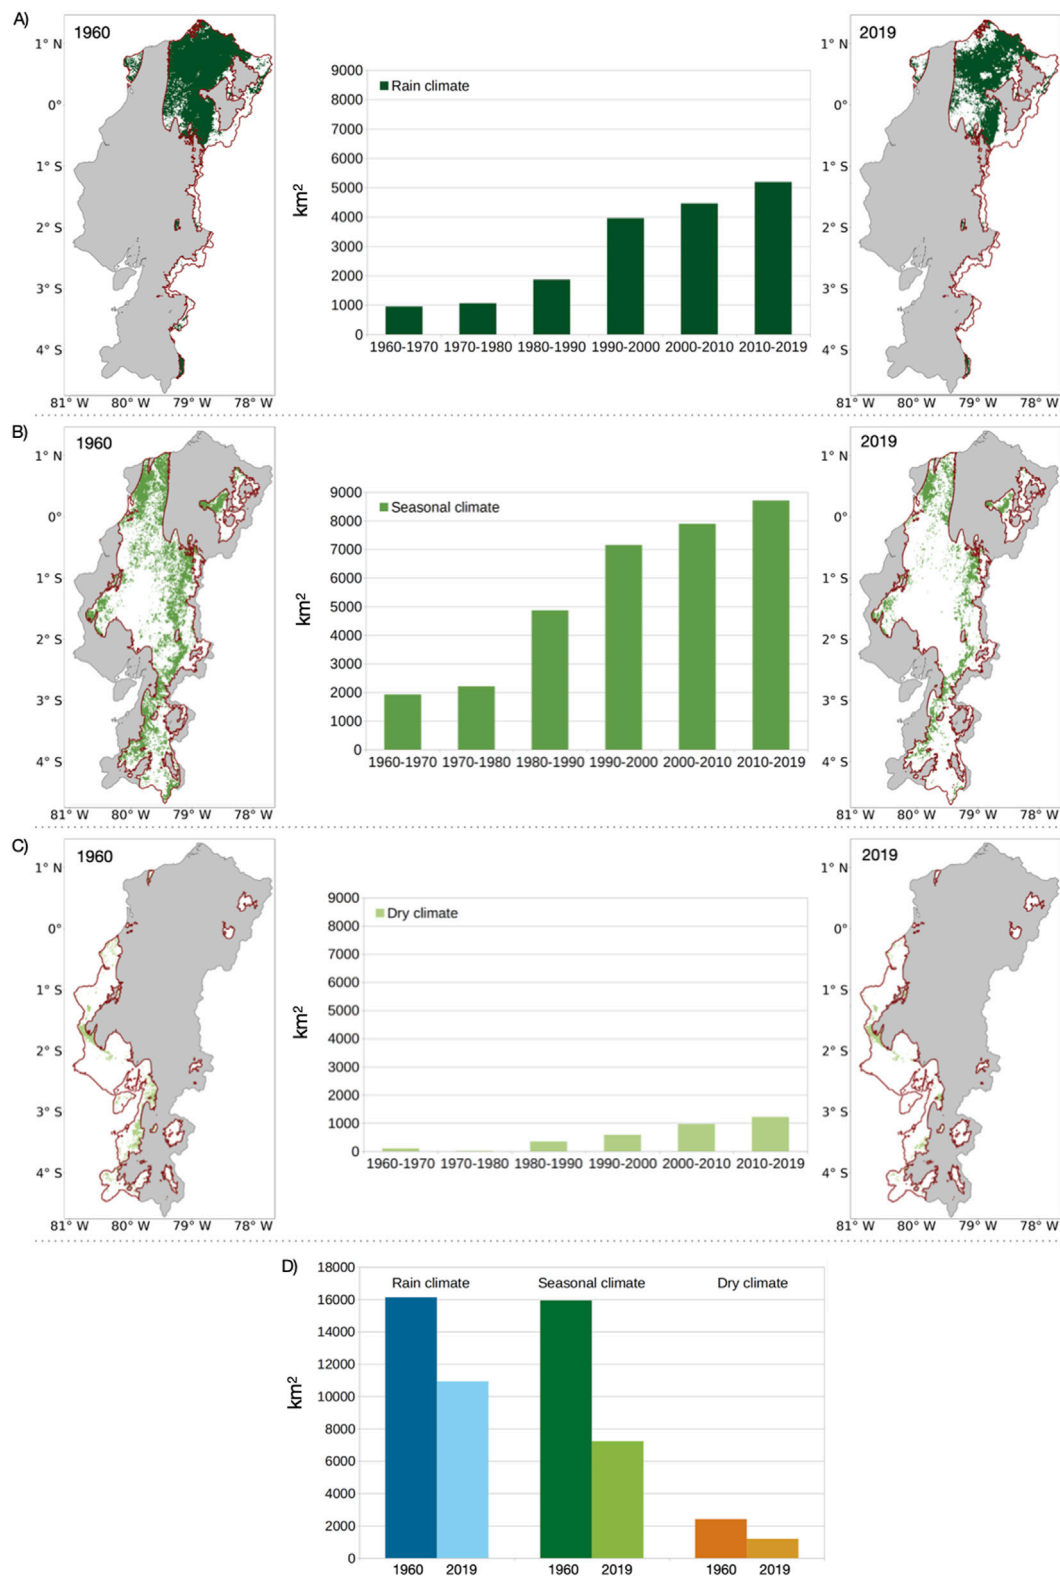 A)
1960
2019
1° N
0°
1° S
2° S
3° S
4° S
81° W 80° W 79° W 78° W
km²
9000
8000
7000
6000
5000
4000
3000
2000
1000
0
Rain climate
1960-1970 1970-1980 1980-1990 1990-2000 2000-2010 2010-2019
1° N
0°
1° S
2° S
3° S
4° S
81° W 80° W 79° W 78° W
B)
1960
2019
1° N
0°
1° S
2° S
3° S
4° S
81° W 80° W 79° W 78° W
km²
9000
8000
7000
6000
5000
4000
3000
2000
1000
0
Seasonal climate
1960-1970 1970-1980 1980-1990 1990-2000 2000-2010 2010-2019
1° N
0°
1° S
2° S
3° S
4° S
81° W 80° W 79° W 78° W
C)
1960
2019
1° N
0°
1° S
2° S
3° S
4° S
81° W 80° W 79° W 78° W
km²
9000
8000
7000
6000
5000
4000
3000
2000
1000
0
Dry climate
1960-1970 1970-1980 1980-1990 1990-2000 2000-2010 2010-2019
1° N
0°
1° S
2° S
3° S
4° S
81° W 80° W 79° W 78° W
D)
km²
18000
16000
14000
12000
10000
8000
6000
4000
2000
0
Rain climate Seasonal climate Dry climate
1960 2019 1960 2019 1960 2019